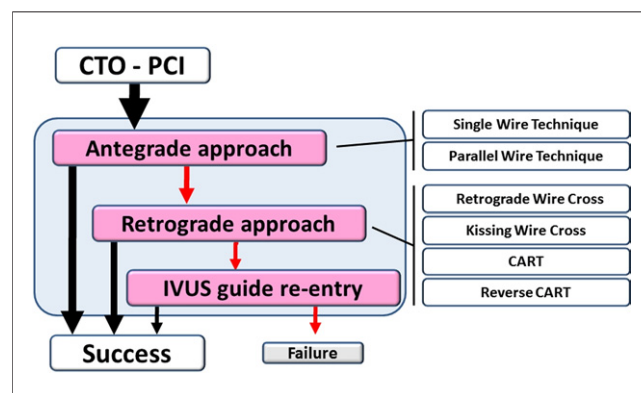 CTO - PCI
Antegrade approach
Single Wire Technique
Parallel Wire Technique
Retrograde approach
Retrograde Wire Cross
Kissing Wire Cross
CART
Reverse CART
IVUS guide re-entry
Success
Failure